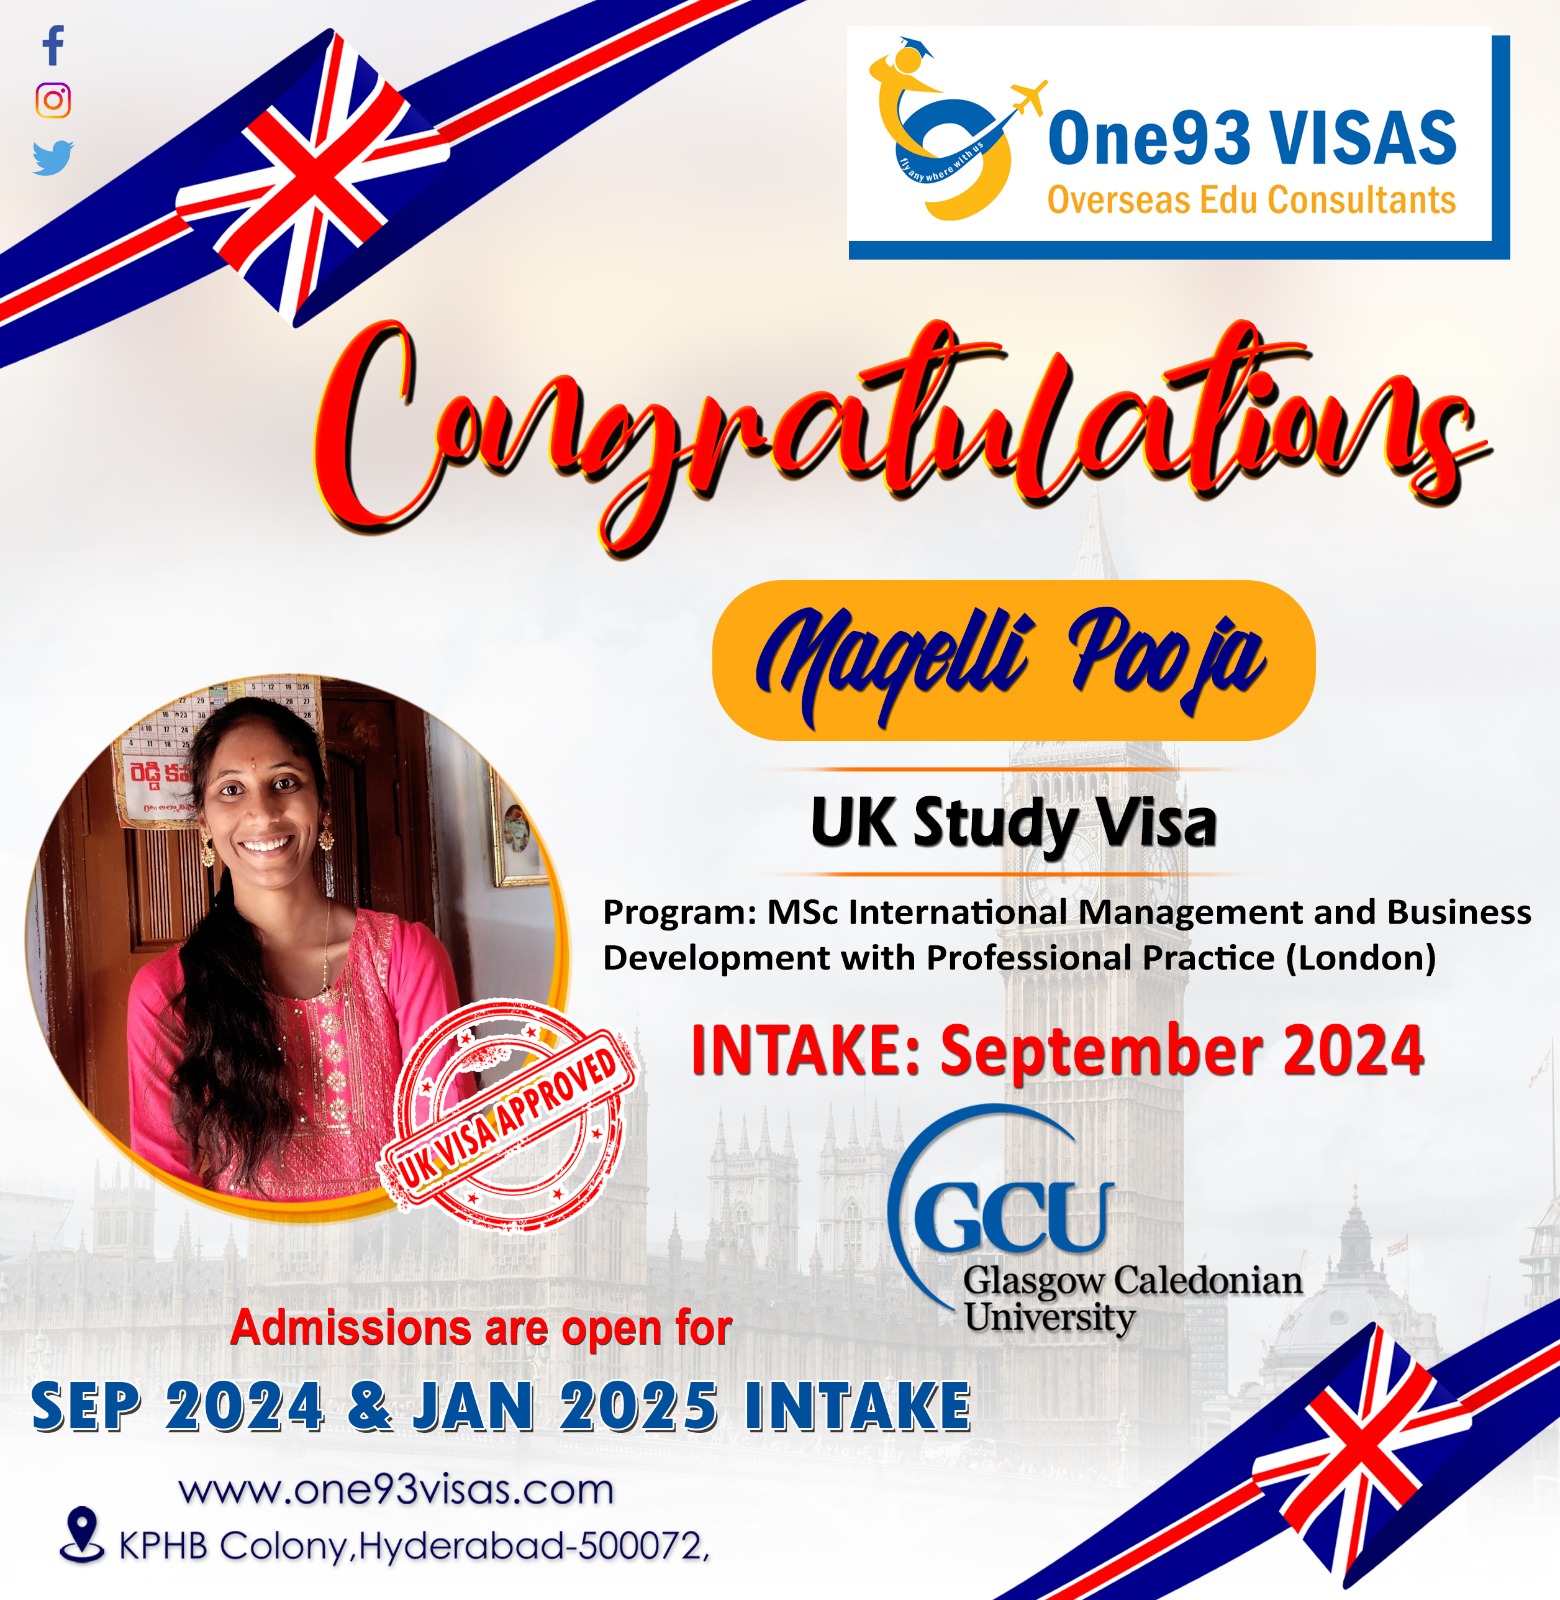 fly any where with us
One93 VISAS
Overseas Edu Consultants
Congratulations
Magelli Pooja
UK Study Visa
Program: MSc International Management and Business
Development with Professional Practice (London)
INTAKE: September 2024
UK VISA APPROVED
GCU
Glasgow Caledonian
University
Admissions are open for
SEP 2024 & JAN 2025 INTAKE
www.one93visas.com
KPHB Colony,Hyderabad-500072,